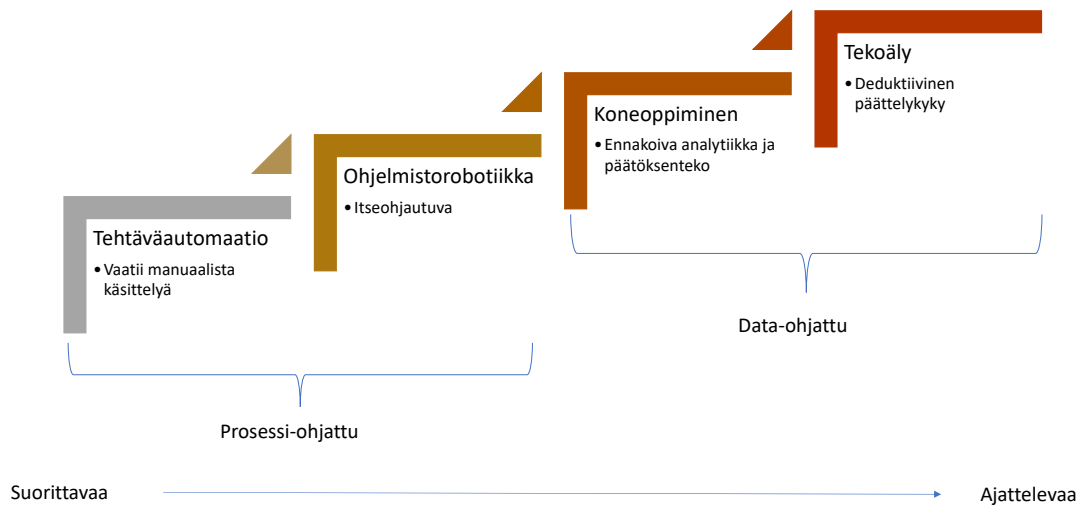 Tekoäly
• Deduktiivinen
päättelykyky
Koneoppiminen
• Ennakoiva analytiikka ja
päätöksenteko
Ohjelmistorobotiikka
• Itseohjautuva
Tehtäväautomaatio
• Vaatii manuaalista
käsittelyä
Data-ohjattu
Prosessi-ohjattu
Suorittavaa
Ajattelevaa